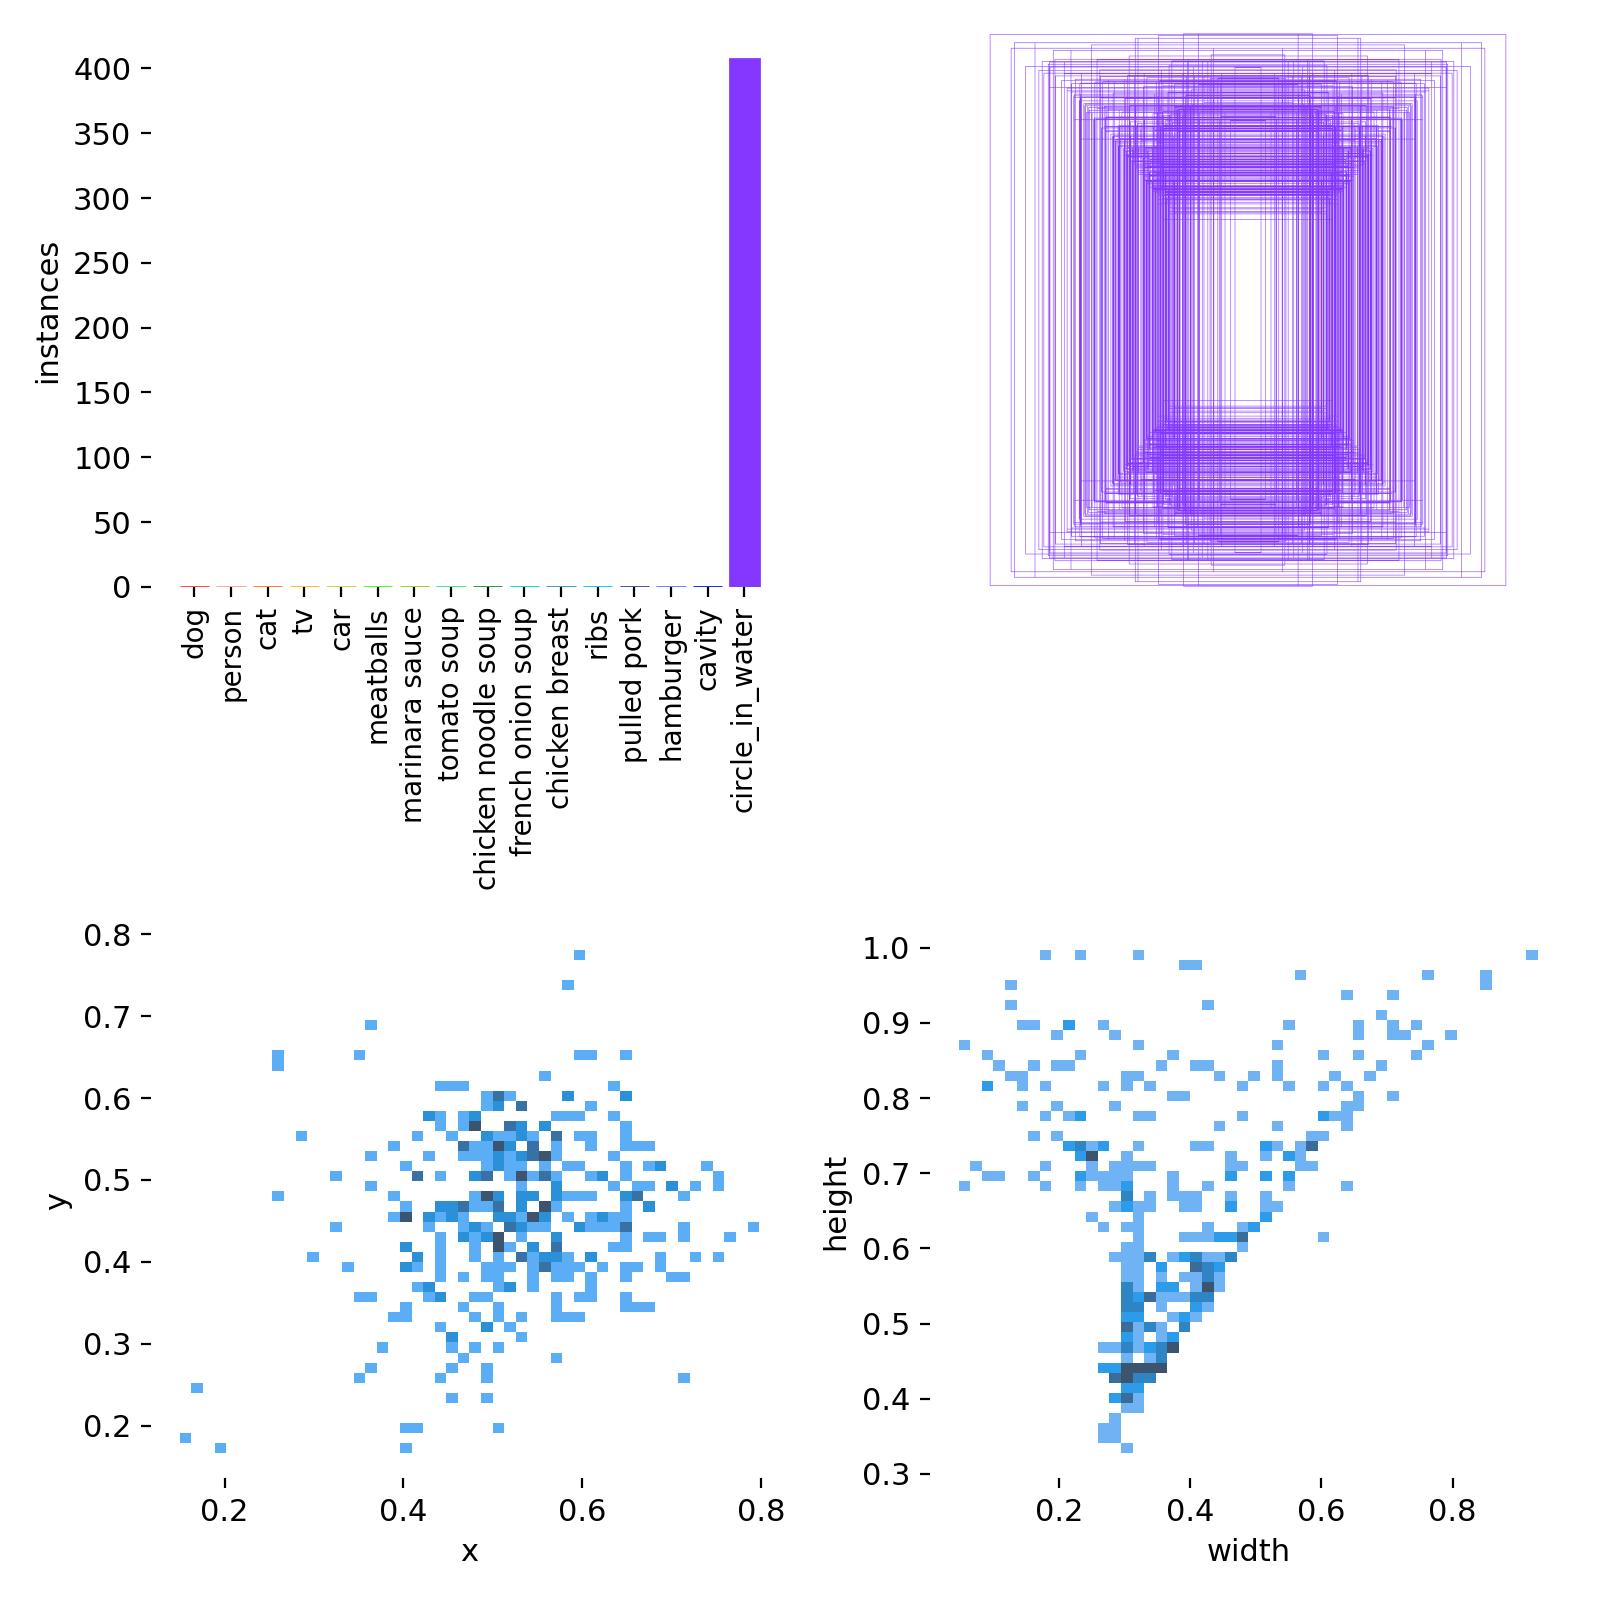 instances
400
350
300
250
200
150
100
50
0
dog
person
cat
tv
car
meatballs
marinara sauce
tomato soup
chicken noodle soup
french onion soup
chicken breast
ribs
pulled pork
hamburger
cavity
circle_in_water
y
0.8
0.7
0.6
0.5
0.4
0.3
0.2
0.2 0.4 0.6 0.8
x
height
1.0
0.9
0.8
0.7
0.6
0.5
0.4
0.3
0.2 0.4 0.6 0.8
width